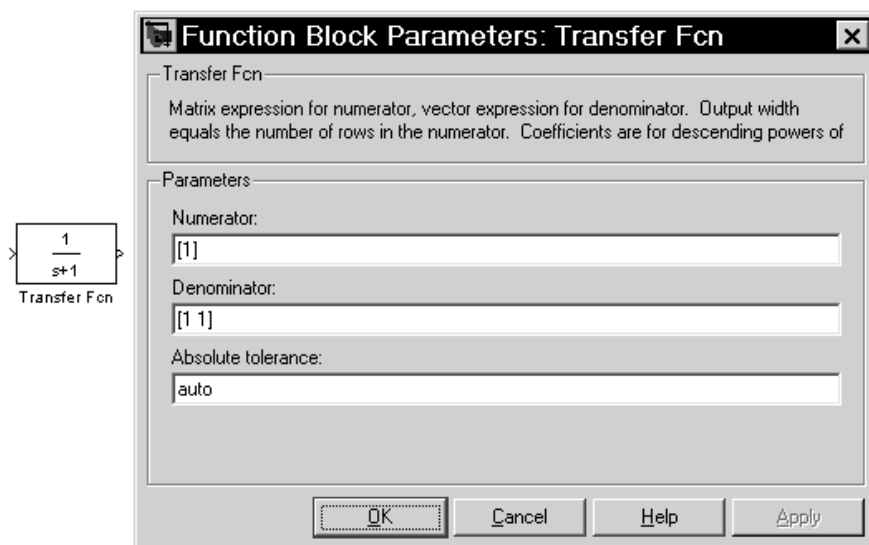 Function Block Parameters: Transfer Fcn
Transfer Fcn
Matrix expression for numerator, vector expression for denominator.  Output width
equals the number of rows in the numerator.  Coefficients are for descending powers of
Parameters
Numerator:
[1]
Denominator:
[1 1]
Absolute tolerance:
auto
OK Cancel Help Apply
1
s+1
Transfer Fcn